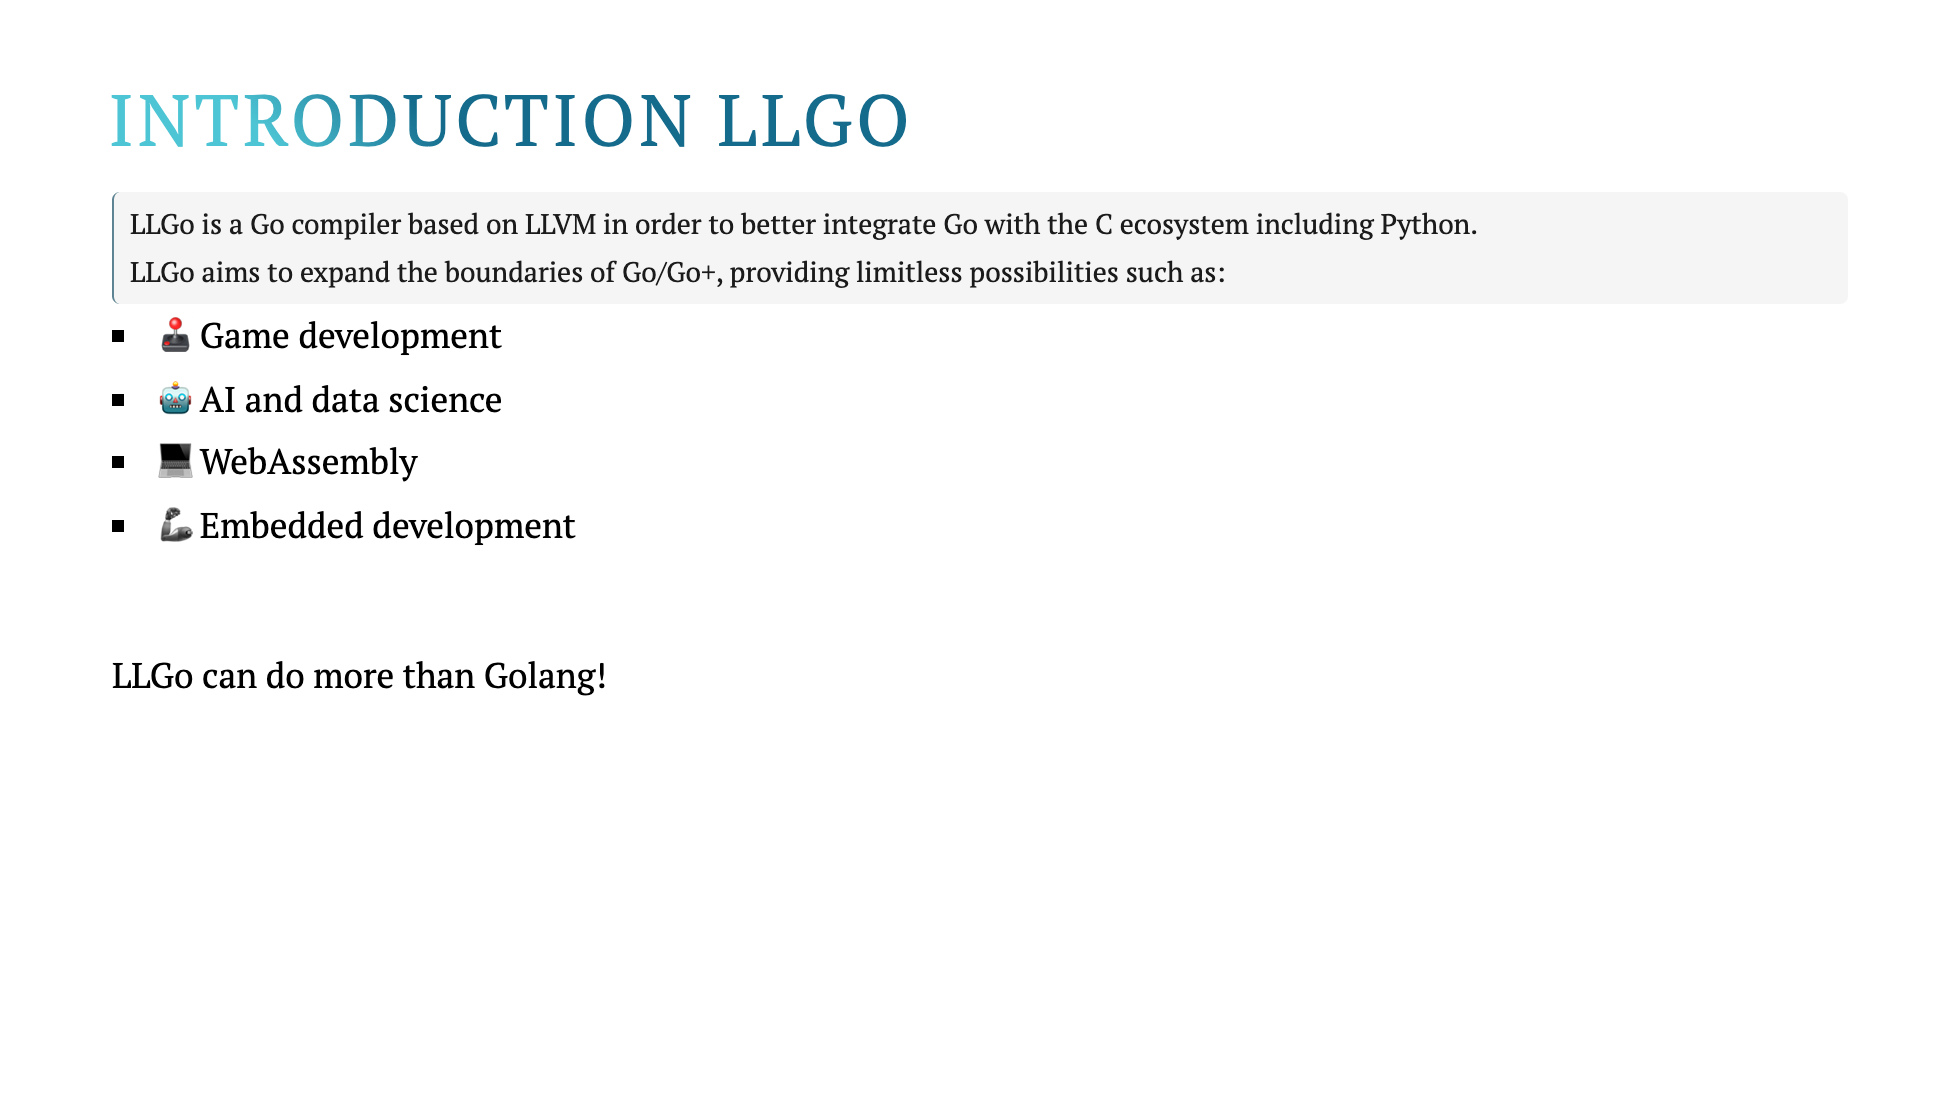 INTRODUCTION LLGO
LLGo is a Go compiler based on LLVM in order to better integrate Go with the C ecosystem including Python.
LLGo aims to expand the boundaries of Go/Go+, providing limitless possibilities such as:
▪ 🕹️ Game development
▪ 🤖 AI and data science
▪ 💻 WebAssembly
▪ 🦾 Embedded development
LLGo can do more than Golang!